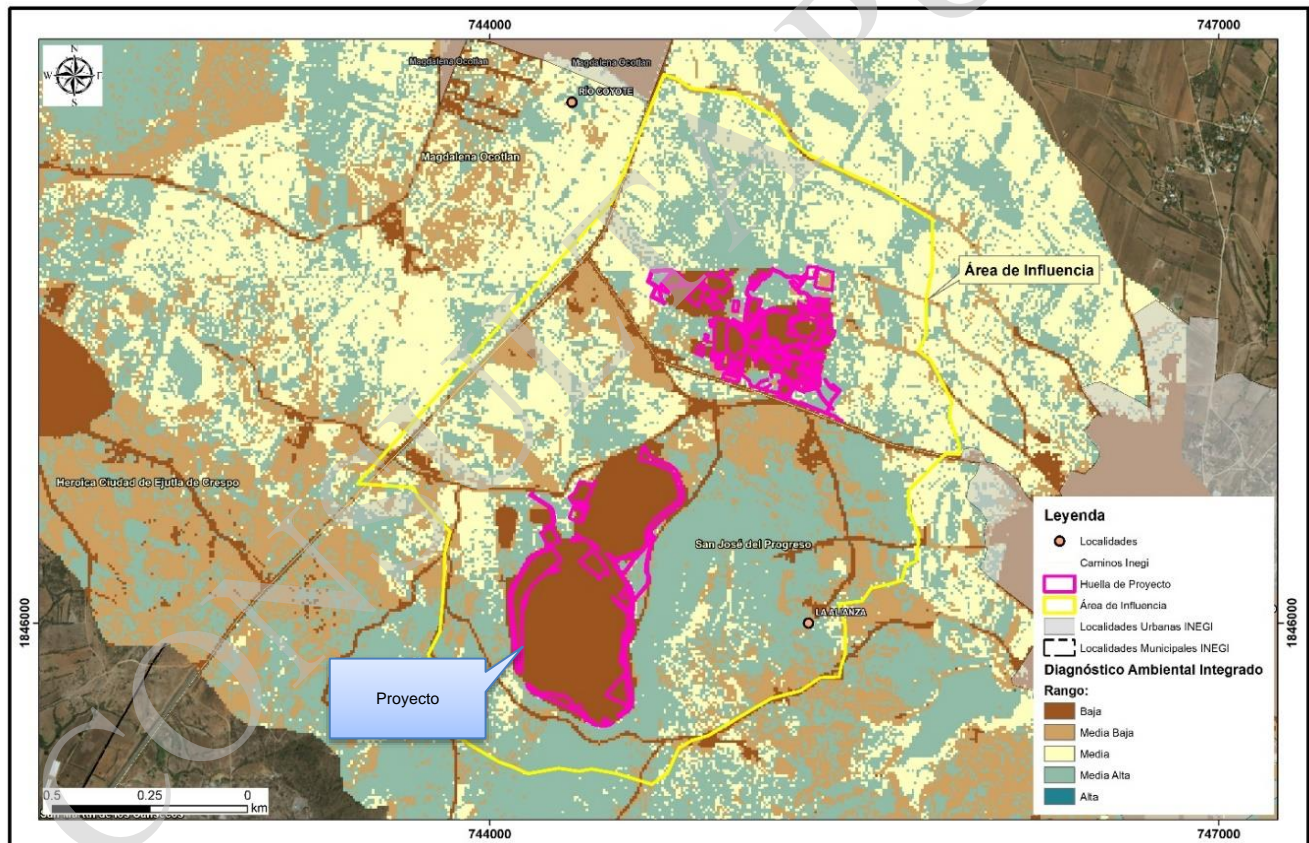 744000
747000
N
W
E
S
Magdalena Ocotlan
Magdalena Ocotlan
RÍO COYOTE
Magdalena Ocotlan
Área de Influencia
Heroica Ciudad de Ejutla de Crespo
San José del Progreso
LA ALIANZA
1846000
1846000
Proyecto
Leyenda
Localidades
Caminos Inegi
Huella de Proyecto
Área de Influencia
Localidades Urbanas INEGI
Localidades Municipales INEGI
Diagnóstico Ambiental Integrado
Rango:
Baja
Media Baja
Media
Media Alta
Alta
0.5
0.25
0
km
744000
747000